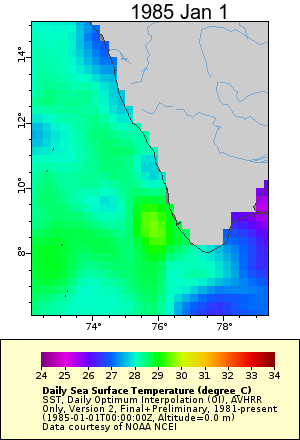 1985 Jan 1
14°
12°
10°
8°
74° 76° 78°
24 25 26 27 28 29 30 31 32 33 34
Daily Sea Surface Temperature (degree_C)
SST, Daily Optimum Interpolation (OI), AVHRR
Only, Version 2, Final+Preliminary, 1981-present
(1985-01-01T00:00:00Z, Altitude=0.0 m)
Data courtesy of NOAA NCEI